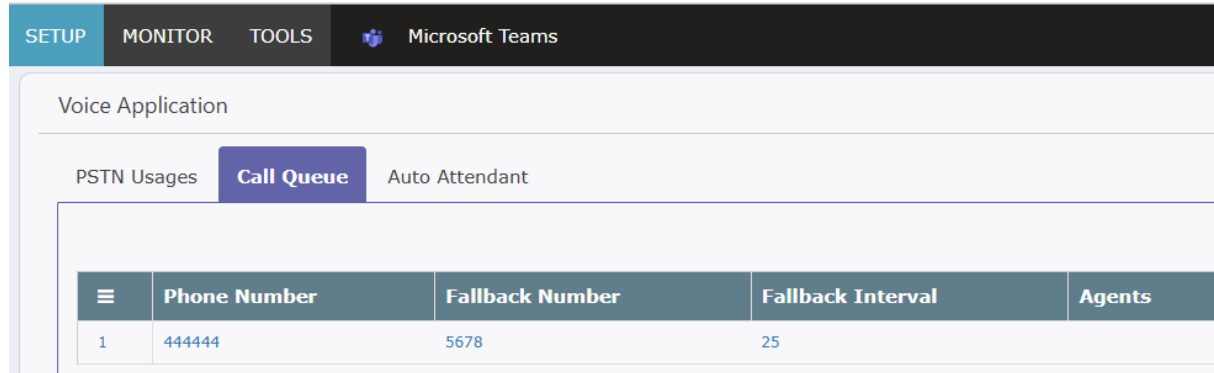 SETUP MONITOR TOOLS Microsoft Teams
Voice Application
PSTN Usages Call Queue Auto Attendant
Phone Number Fallback Number Fallback Interval Agents
1 444444 5678 25